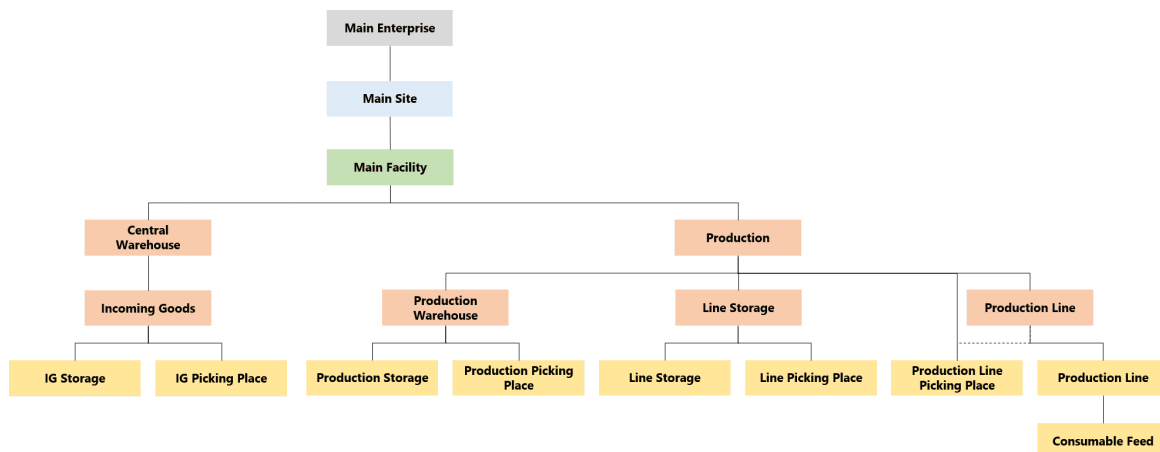 Main Enterprise
Main Site
Main Facility
Central
Warehouse
Production
Incoming Goods
Production
Warehouse
Line Storage
Production Line
IG Storage
IG Picking Place
Production Storage
Production Picking
Place
Line Storage
Line Picking Place
Production Line
Picking Place
Production Line
Consumable Feed